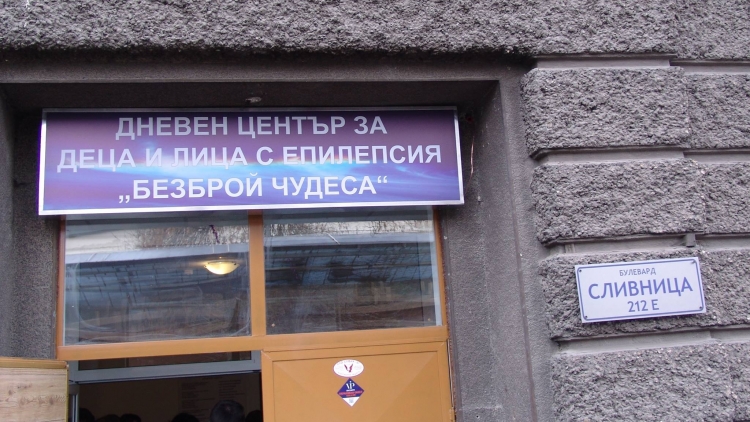 ДНЕВЕН ЦЕНТЪР ЗА
ДЕЦА И ЛИЦА С ЕПИЛЕПСИЯ
„БЕЗБРОЙ ЧУДЕСА“
БУЛЕВАРД
СЛИВНИЦА
212 Е